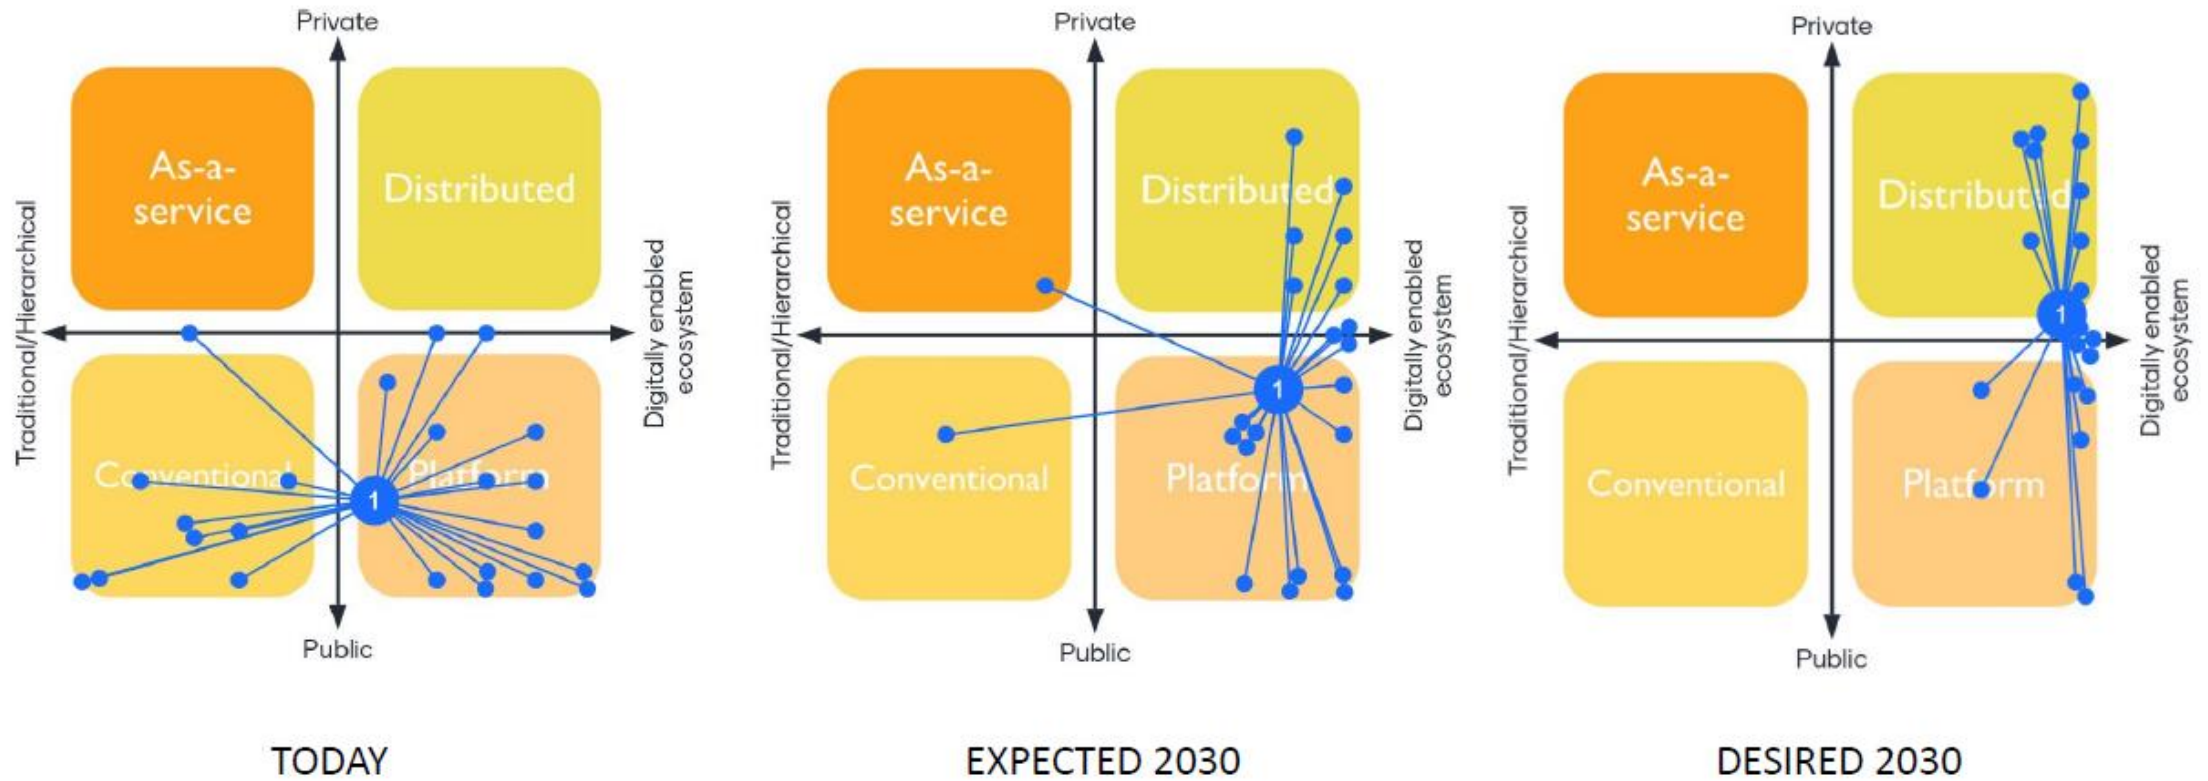 Private
As-a-
service
Distributed
Traditional/Hierarchical
Digitally enabled
ecosystem
Conventional
Platform
1
Public
TODAY
Private
As-a-
service
Distributed
Traditional/Hierarchical
Digitally enabled
ecosystem
1
Conventional
Platform
Public
EXPECTED 2030
Private
As-a-
service
Distributed
Traditional/Hierarchical
Digitally enabled
ecosystem
1
Conventional
Platform
Public
DESIRED 2030